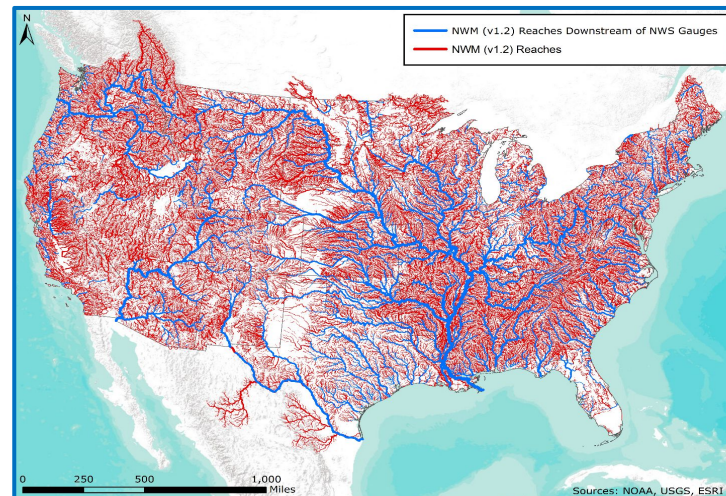 N
NWM (v1.2) Reaches Downstream of NWS Gauges
NWM (v1.2) Reaches
0 250 500 1,000
Miles
Sources: NOAA, USGS, ESRI